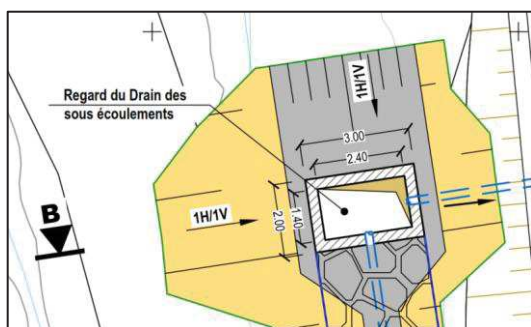 Regard du Drain des
sous écoulements
1H/1V
3.00
2.40
1.40
2.00
1H/1V
B